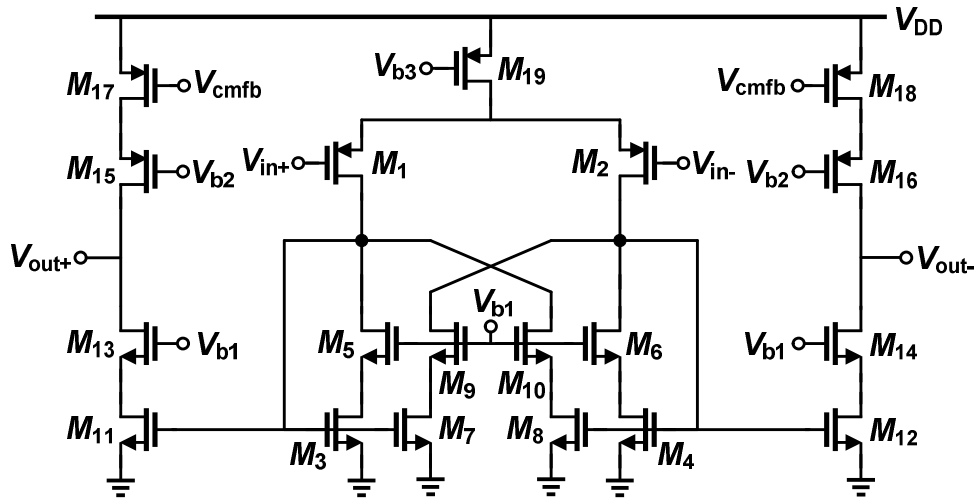 VDD
M17
Vcmfb
Vb3
M19
Vcmfb
M18
M15
Vb2
Vin+
M1
M2
Vin-
Vb2
M16
Vout+
Vout-
Vb1
M13
Vb1
M5
M9
M10
M6
Vb1
M14
M11
M3
M7
M8
M4
M12